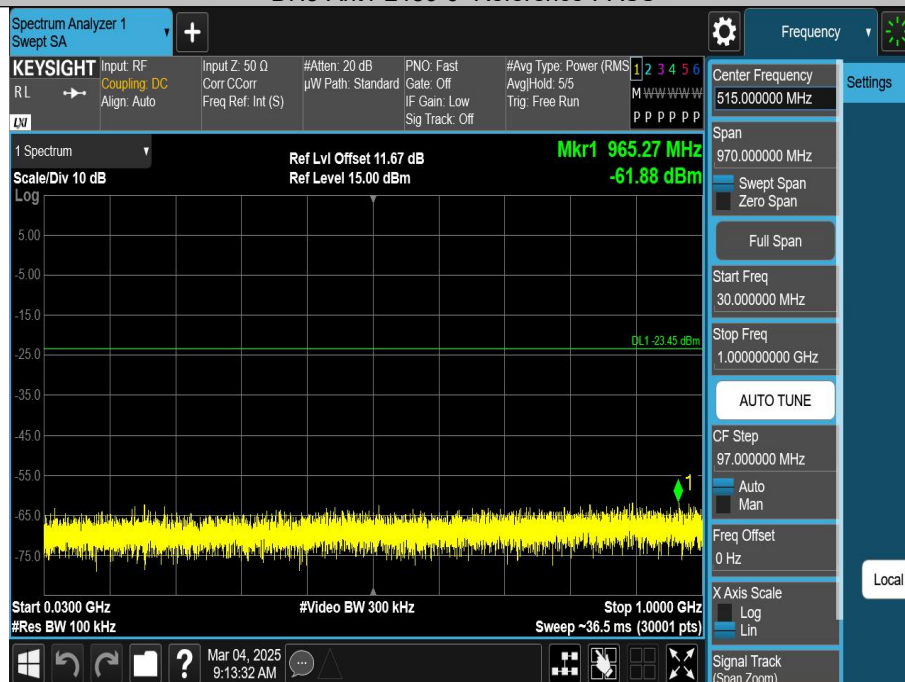 Spectrum Analyzer 1
Swept SA
Frequency
KEYSIGHT
RL
LXI
Input: RF
Coupling: DC
Align: Auto
Input Z: 50 Ω
Corr CCorr
Freq Ref: Int (S)
#Atten: 20 dB
µW Path: Standard
PNO: Fast
Gate: Off
IF Gain: Low
Sig Track: Off
#Avg Type: Power (RMS
Avg|Hold: 5/5
Trig: Free Run
1 2 3 4 5 6
M W W W W W
P P P P P P
1 Spectrum
Scale/Div 10 dB
Log
Ref Lvl Offset 11.67 dB
Ref Level 15.00 dBm
Mkr1 965.27 MHz
-61.88 dBm
5.00
-5.00
-15.0
-25.0
-35.0
-45.0
-55.0
-65.0
-75.0
DL1 -23.45 dBm
1
Start 0.0300 GHz
#Res BW 100 kHz
#Video BW 300 kHz
Stop 1.0000 GHz
Sweep ~36.5 ms (30001 pts)
Mar 04, 2025
9:13:32 AM
Center Frequency
515.000000 MHz
Span
970.000000 MHz
Swept Span
Zero Span
Full Span
Start Freq
30.000000 MHz
Stop Freq
1.000000000 GHz
AUTO TUNE
CF Step
97.000000 MHz
Auto
Man
Freq Offset
0 Hz
X Axis Scale
Log
Lin
Signal Track
(Span Zoom)
Settings
Local